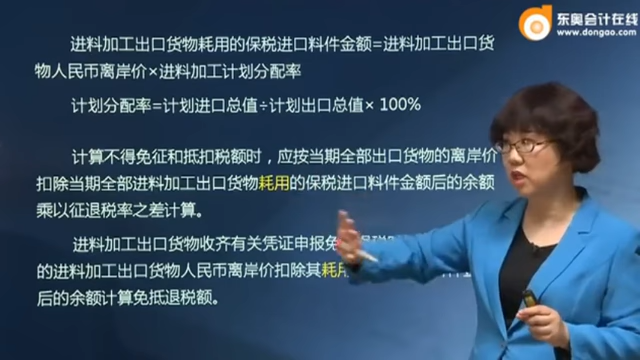 东奥会计在线
www.dongao.com
进料加工出口货物耗用的保税进口料件金额=进料加工出口货
物人民币离岸价×进料加工计划分配率
计划分配率=计划进口总值÷计划出口总值× 100%
计算不得免征和抵扣税额时，应按当期全部出口货物的离岸价
扣除当期全部进料加工出口货物耗用的保税进口料件金额后的余额
乘以征退税率之差计算。
进料加工出口货物收齐有关凭证申报免
的进料加工出口货物人民币离岸价扣除其耗用
后的余额计算免抵退税额。